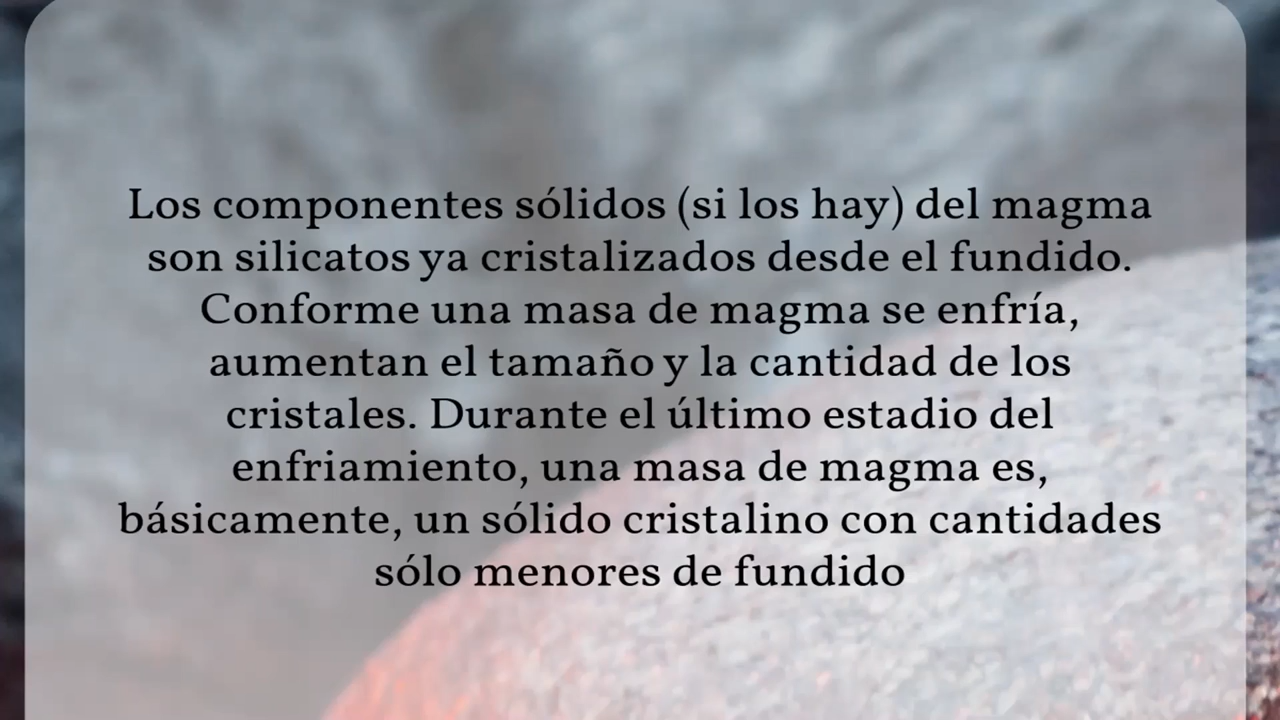 Los componentes sólidos (si los hay) del magma
son silicatos ya cristalizados desde el fundido.
Conforme una masa de magma se enfría,
aumentan el tamaño y la cantidad de los
cristales. Durante el último estadio del
enfriamiento, una masa de magma es,
básicamente, un sólido cristalino con cantidades
sólo menores de fundido